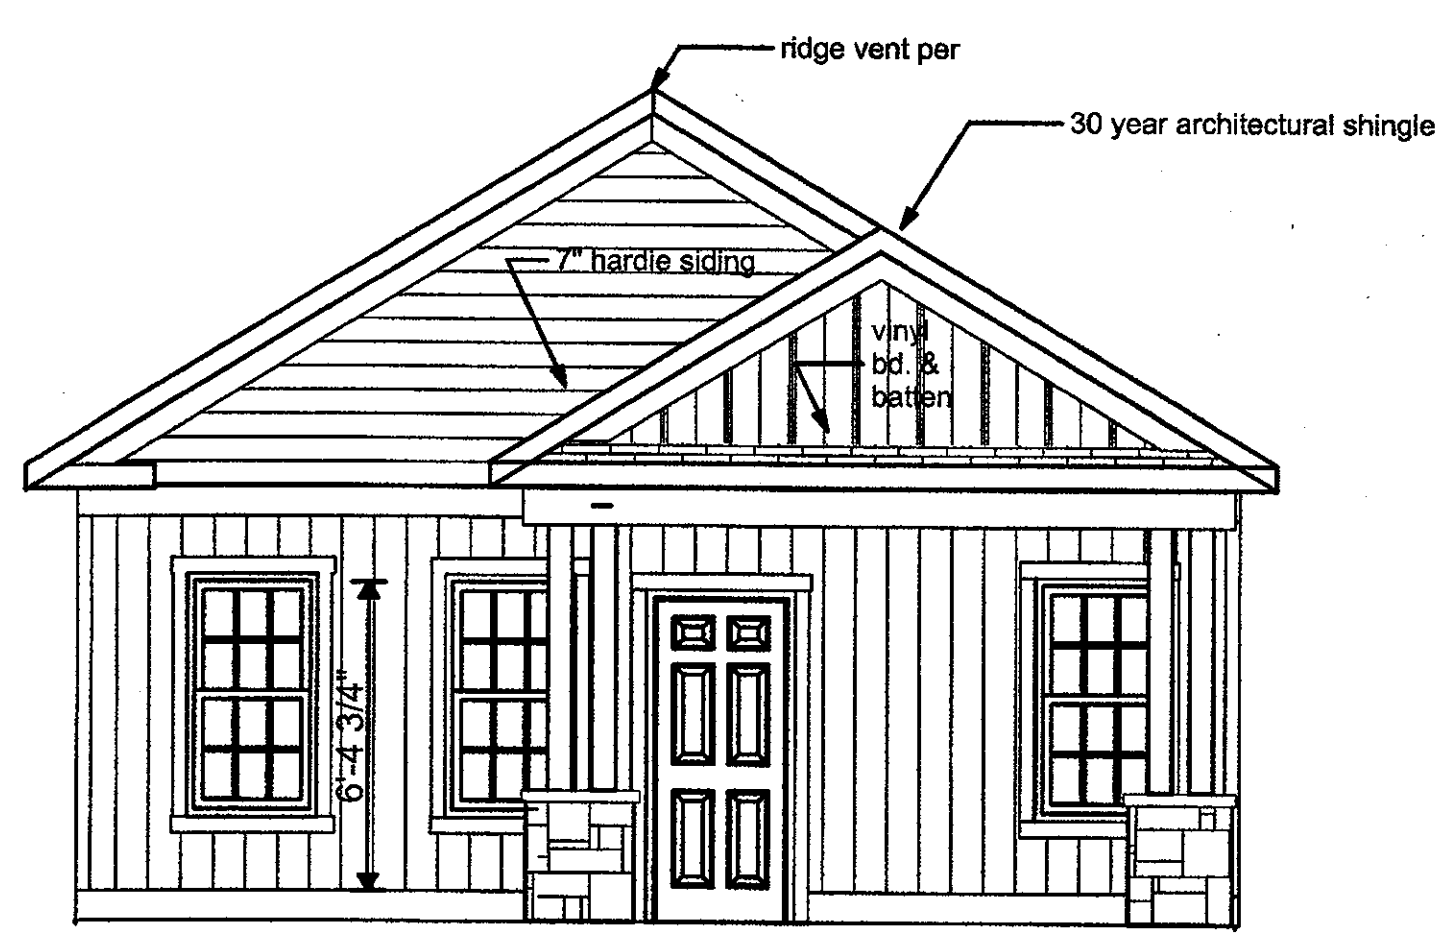 ridge vent per
30 year architectural shingle
7" hardie siding
vinyl
bd. &
batten
6'-4 3/4"